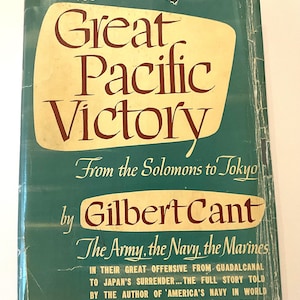 Great
Pacific
Victory
From the Solomons to Tokyo
by Gilbert Cant
The Army, the Navy, the Marines
IN THEIR GREAT OFFENSIVE FROM GUADALCANAL
TO JAPAN'S SURRENDER...THE FULL STORY TOLD
BY THE AUTHOR OF 'AMERICA'S NAVY IN WORLD